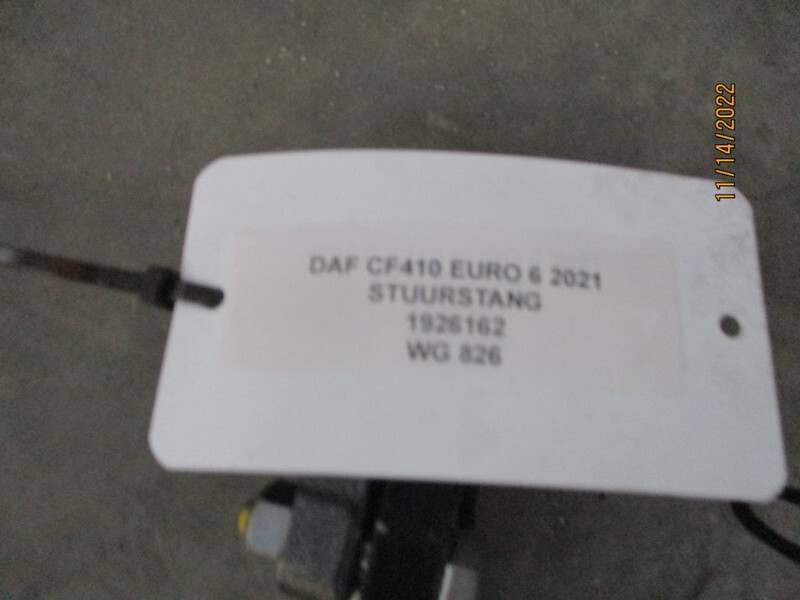 DAF CF410 EURO 6 2021
STUURSTANG
1926162
WG 826
11/14/2022